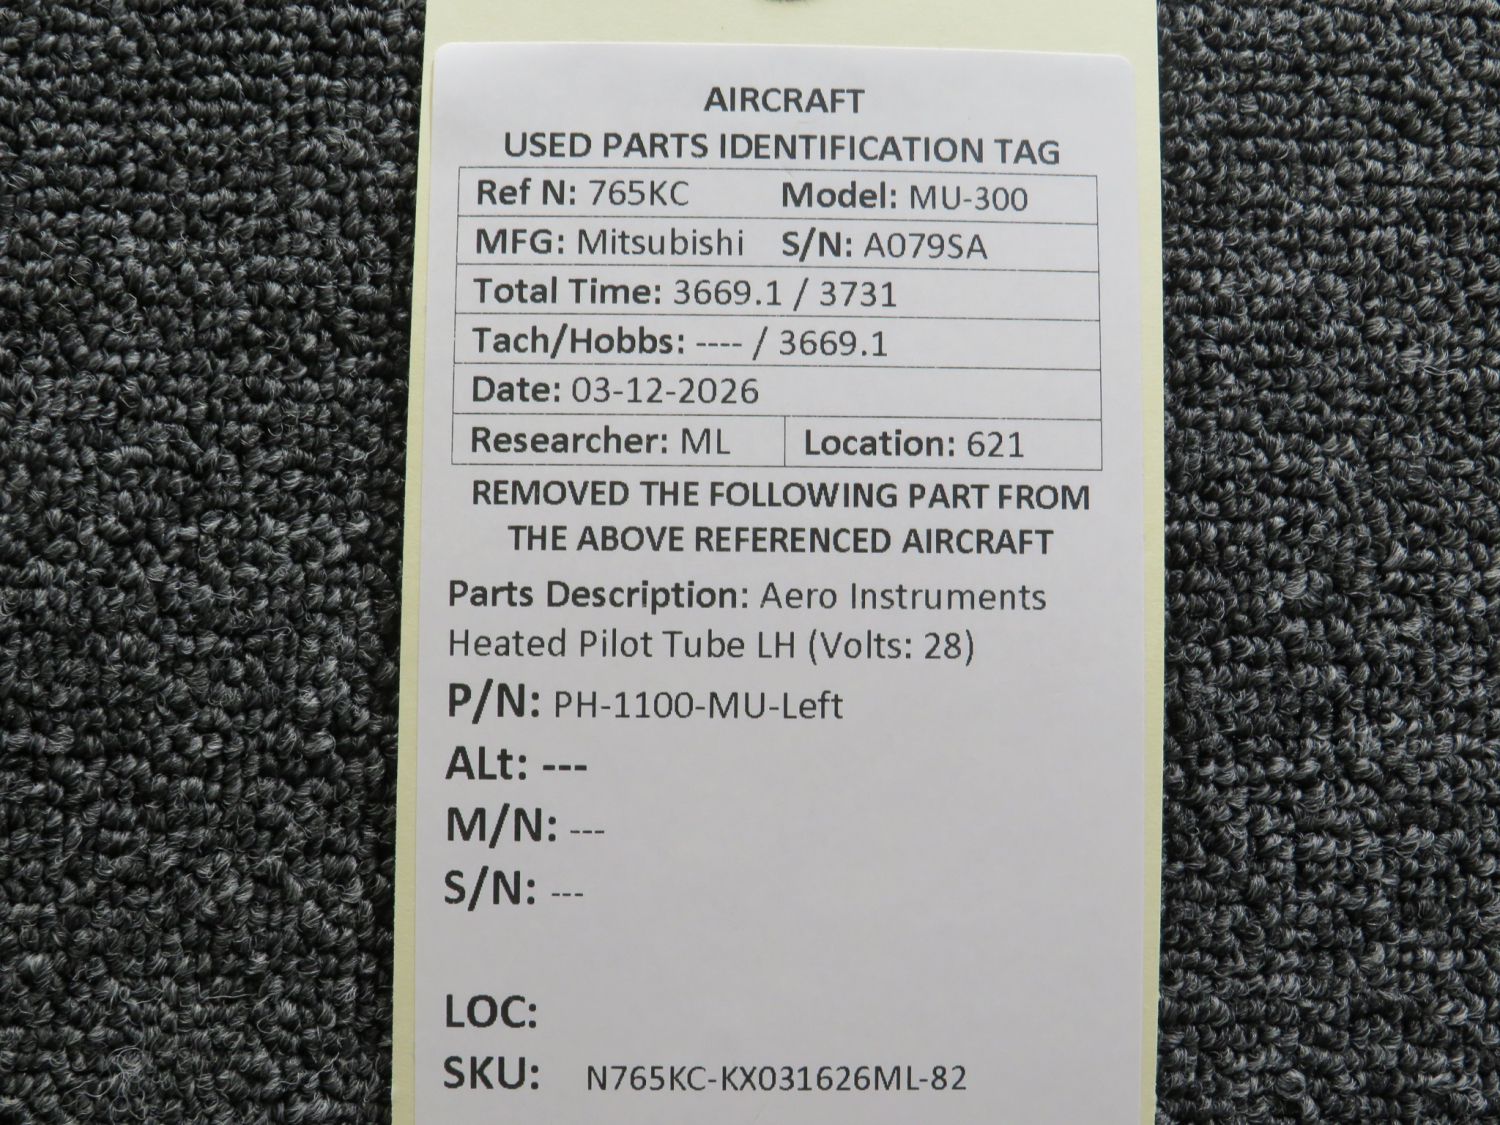 AIRCRAFT
USED PARTS IDENTIFICATION TAG
Ref N: 765KC Model: MU-300
MFG: Mitsubishi S/N: A079SA
Total Time: 3669.1 / 3731
Tach/Hobbs: ---- / 3669.1
Date: 03-12-2026
Researcher: ML Location: 621
REMOVED THE FOLLOWING PART FROM
THE ABOVE REFERENCED AIRCRAFT
Parts Description: Aero Instruments
Heated Pilot Tube LH (Volts: 28)
P/N: PH-1100-MU-Left
ALt: ---
M/N: ---
S/N: ---
LOC:
SKU: N765KC-KX031626ML-82